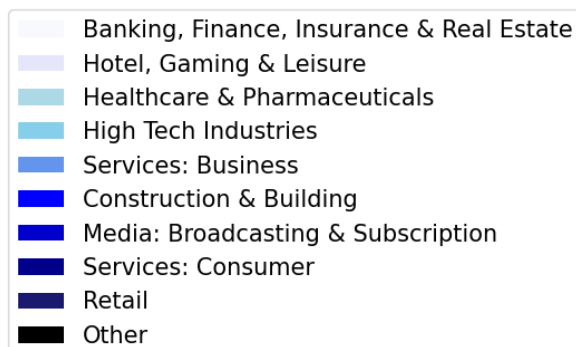 Banking, Finance, Insurance & Real Estate
Hotel, Gaming & Leisure
Healthcare & Pharmaceuticals
High Tech Industries
Services: Business
Construction & Building
Media: Broadcasting & Subscription
Services: Consumer
Retail
Other